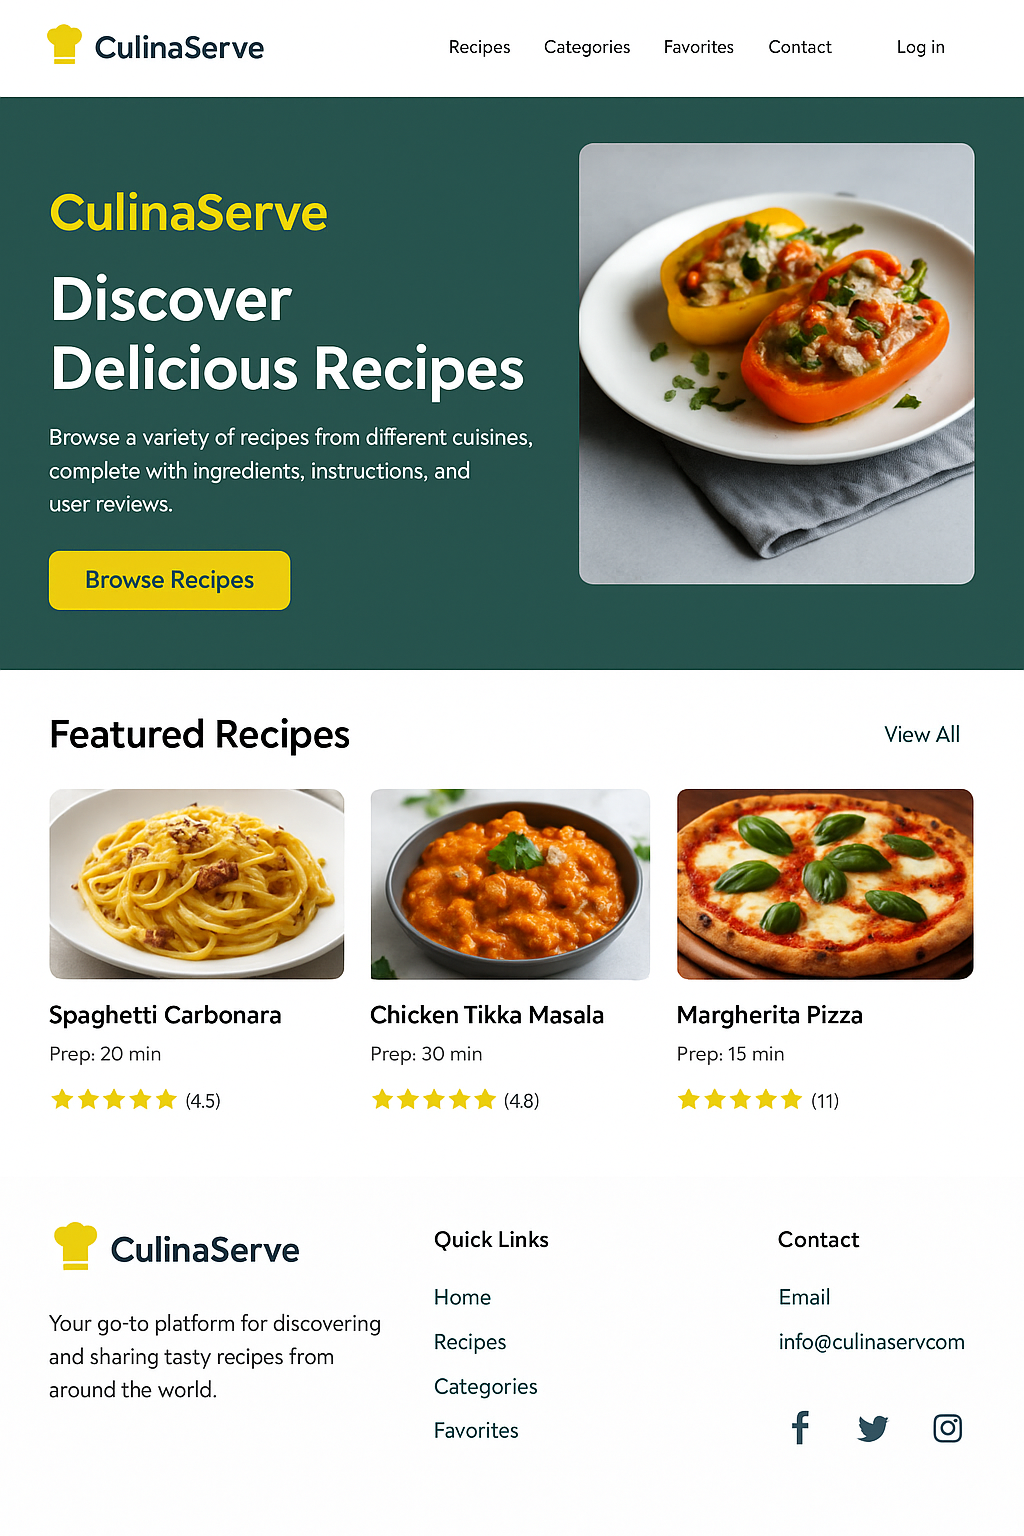 CulinaServe
Recipes Categories Favorites Contact Log in
CulinaServe
Discover
Delicious Recipes
Browse a variety of recipes from different cuisines,
complete with ingredients, instructions, and
user reviews.
Browse Recipes
Featured Recipes
View All
Spaghetti Carbonara
Prep: 20 min
(4.5)
Chicken Tikka Masala
Prep: 30 min
(4.8)
Margherita Pizza
Prep: 15 min
(11)
CulinaServe
Your go-to platform for discovering
and sharing tasty recipes from
around the world.
Quick Links
Home
Recipes
Categories
Favorites
Contact
Email
info@culinaservcom